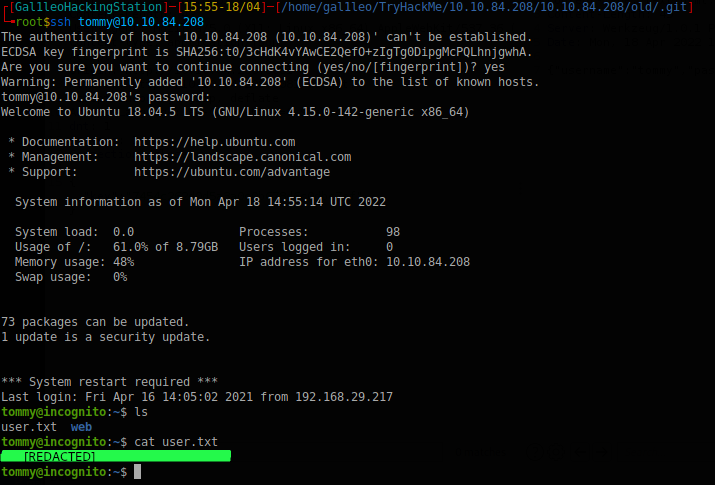 ┌─[GalileoHackingStation]─[15:55-18/04]─[/home/galileo/TryHackMe/10.10.84.208/10.10.84.208/old/.git]
└╼root$ssh tommy@10.10.84.208
The authenticity of host '10.10.84.208 (10.10.84.208)' can't be established.
ECDSA key fingerprint is SHA256:t0/3cHdK4vYAwCE2QefO+zIgTg0DipgMcPQLhnjgwhA.
Are you sure you want to continue connecting (yes/no/[fingerprint])? yes
Warning: Permanently added '10.10.84.208' (ECDSA) to the list of known hosts.
tommy@10.10.84.208's password:
Welcome to Ubuntu 18.04.5 LTS (GNU/Linux 4.15.0-142-generic x86_64)
* Documentation:  https://help.ubuntu.com
* Management:     https://landscape.canonical.com
* Support:        https://ubuntu.com/advantage
System information as of Mon Apr 18 14:55:14 UTC 2022
System load:  0.0                Processes:           98
Usage of /:   61.0% of 8.79GB   Users logged in:     0
Memory usage: 48%                IP address for eth0: 10.10.84.208
Swap usage:   0%
73 packages can be updated.
1 update is a security update.
*** System restart required ***
Last login: Fri Apr 16 14:05:02 2021 from 192.168.29.217
tommy@incognito:~$ ls
user.txt  web
tommy@incognito:~$ cat user.txt
[REDACTED]
tommy@incognito:~$